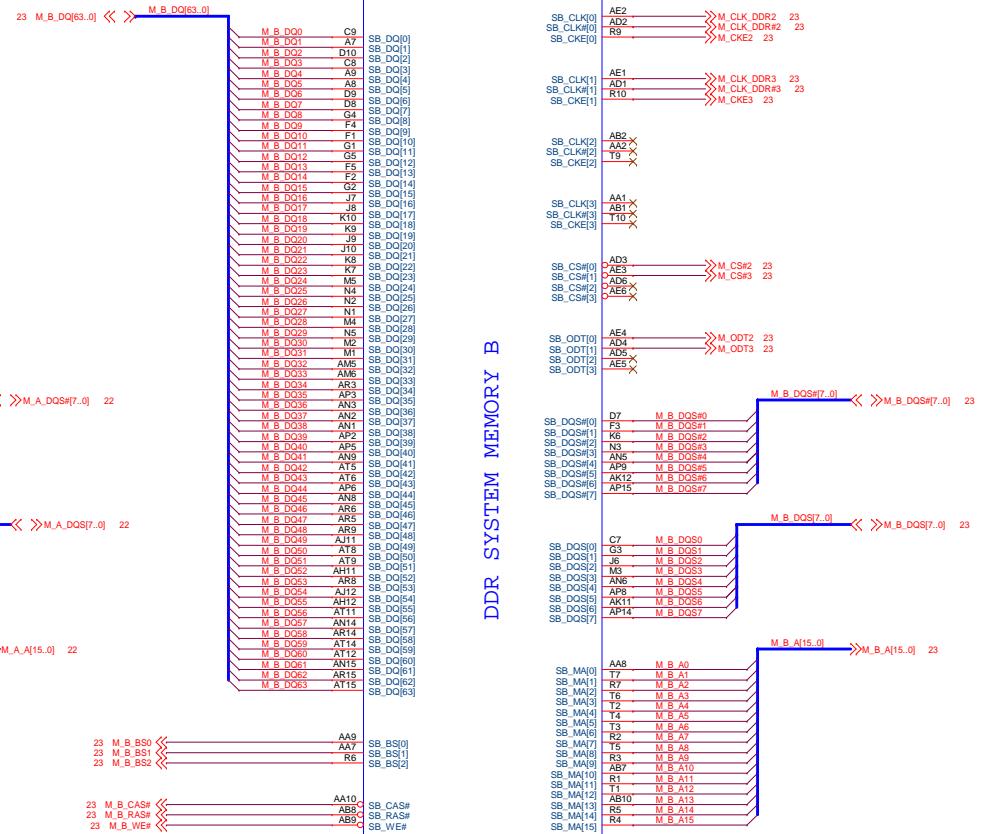 23 M_B_DQ[63..0]
M_B_DQ0 C9 SB_DQ[0]
M_B_DQ1 A7 SB_DQ[1]
M_B_DQ2 D10 SB_DQ[2]
M_B_DQ3 C8 SB_DQ[3]
M_B_DQ4 A9 SB_DQ[4]
M_B_DQ5 A8 SB_DQ[5]
M_B_DQ6 D9 SB_DQ[6]
M_B_DQ7 D8 SB_DQ[7]
M_B_DQ8 G4 SB_DQ[8]
M_B_DQ9 F4 SB_DQ[9]
M_B_DQ10 F1 SB_DQ[10]
M_B_DQ11 G1 SB_DQ[11]
M_B_DQ12 G5 SB_DQ[12]
M_B_DQ13 F5 SB_DQ[13]
M_B_DQ14 F2 SB_DQ[14]
M_B_DQ15 G2 SB_DQ[15]
M_B_DQ16 J7 SB_DQ[16]
M_B_DQ17 J8 SB_DQ[17]
M_B_DQ18 K10 SB_DQ[18]
M_B_DQ19 K9 SB_DQ[19]
M_B_DQ20 J9 SB_DQ[20]
M_B_DQ21 J10 SB_DQ[21]
M_B_DQ22 K8 SB_DQ[22]
M_B_DQ23 K7 SB_DQ[23]
M_B_DQ24 M5 SB_DQ[24]
M_B_DQ25 N4 SB_DQ[25]
M_B_DQ26 N2 SB_DQ[26]
M_B_DQ27 N1 SB_DQ[27]
M_B_DQ28 M4 SB_DQ[28]
M_B_DQ29 N5 SB_DQ[29]
M_B_DQ30 M2 SB_DQ[30]
M_B_DQ31 M1 SB_DQ[31]
M_B_DQ32 AM5 SB_DQ[32]
M_B_DQ33 AM6 SB_DQ[33]
M_B_DQ34 AR3 SB_DQ[34]
M_B_DQ35 AP3 SB_DQ[35]
M_B_DQ36 AN3 SB_DQ[36]
M_B_DQ37 AN2 SB_DQ[37]
M_B_DQ38 AN1 SB_DQ[38]
M_B_DQ39 AP2 SB_DQ[39]
M_B_DQ40 AP5 SB_DQ[40]
M_B_DQ41 AN9 SB_DQ[41]
M_B_DQ42 AT5 SB_DQ[42]
M_B_DQ43 AT6 SB_DQ[43]
M_B_DQ44 AP6 SB_DQ[44]
M_B_DQ45 AN8 SB_DQ[45]
M_B_DQ46 AR6 SB_DQ[46]
M_B_DQ47 AR5 SB_DQ[47]
M_B_DQ48 AR9 SB_DQ[48]
M_B_DQ49 AJ11 SB_DQ[49]
M_B_DQ50 AT8 SB_DQ[50]
M_B_DQ51 AT9 SB_DQ[51]
M_B_DQ52 AH11 SB_DQ[52]
M_B_DQ53 AR8 SB_DQ[53]
M_B_DQ54 AJ12 SB_DQ[54]
M_B_DQ55 AH12 SB_DQ[55]
M_B_DQ56 AT11 SB_DQ[56]
M_B_DQ57 AN14 SB_DQ[57]
M_B_DQ58 AR14 SB_DQ[58]
M_B_DQ59 AT14 SB_DQ[59]
M_B_DQ60 AT12 SB_DQ[60]
M_B_DQ61 AN15 SB_DQ[61]
M_B_DQ62 AR15 SB_DQ[62]
M_B_DQ63 AT15 SB_DQ[63]
M_A_DQS#[7..0] 22
M_A_DQS[7..0] 22
M_A_A[15..0] 22
23 M_B_BS0 AA9 SB_BS[0]
23 M_B_BS1 AA7 SB_BS[1]
23 M_B_BS2 R6 SB_BS[2]
23 M_B_CAS# AA10 SB_CAS#
23 M_B_RAS# AB8 SB_RAS#
23 M_B_WE# AB9 SB_WE#
DDR SYSTEM MEMORY B
SB_CLK[0] AE2 M_CLK_DDR2 23
SB_CLK#[0] AD2 M_CLK_DDR#2 23
SB_CKE[0] R9 M_CKE2 23
SB_CLK[1] AE1 M_CLK_DDR3 23
SB_CLK#[1] AD1 M_CLK_DDR#3 23
SB_CKE[1] R10 M_CKE3 23
SB_CLK[2] AB2
SB_CLK#[2] AA2
SB_CKE[2] T9
SB_CLK[3] AA1
SB_CLK#[3] AB1
SB_CKE[3] T10
SB_CS#[0] AD3 M_CS#2 23
SB_CS#[1] AE3 M_CS#3 23
SB_CS#[2] AD6
SB_CS#[3] AE6
SB_ODT[0] AE4 M_ODT2 23
SB_ODT[1] AD4 M_ODT3 23
SB_ODT[2] AD5
SB_ODT[3] AE5
M_B_DQS#[7..0] M_B_DQS#[7..0] 23
SB_DQS#[0] D7 M_B_DQS#0
SB_DQS#[1] F3 M_B_DQS#1
SB_DQS#[2] K6 M_B_DQS#2
SB_DQS#[3] N3 M_B_DQS#3
SB_DQS#[4] AN5 M_B_DQS#4
SB_DQS#[5] AP9 M_B_DQS#5
SB_DQS#[6] AK12 M_B_DQS#6
SB_DQS#[7] AP15 M_B_DQS#7
M_B_DQS[7..0] M_B_DQS[7..0] 23
SB_DQS[0] C7 M_B_DQS0
SB_DQS[1] G3 M_B_DQS1
SB_DQS[2] J6 M_B_DQS2
SB_DQS[3] M3 M_B_DQS3
SB_DQS[4] AN6 M_B_DQS4
SB_DQS[5] AP8 M_B_DQS5
SB_DQS[6] AK11 M_B_DQS6
SB_DQS[7] AP14 M_B_DQS7
M_B_A[15..0] M_B_A[15..0] 23
SB_MA[0] AA8 M_B_A0
SB_MA[1] T7 M_B_A1
SB_MA[2] R7 M_B_A2
SB_MA[3] T6 M_B_A3
SB_MA[4] T2 M_B_A4
SB_MA[5] T4 M_B_A5
SB_MA[6] T3 M_B_A6
SB_MA[7] R2 M_B_A7
SB_MA[8] T5 M_B_A8
SB_MA[9] R3 M_B_A9
SB_MA[10] AB7 M_B_A10
SB_MA[11] R1 M_B_A11
SB_MA[12] T1 M_B_A12
SB_MA[13] AB10 M_B_A13
SB_MA[14] R5 M_B_A14
SB_MA[15] R4 M_B_A15